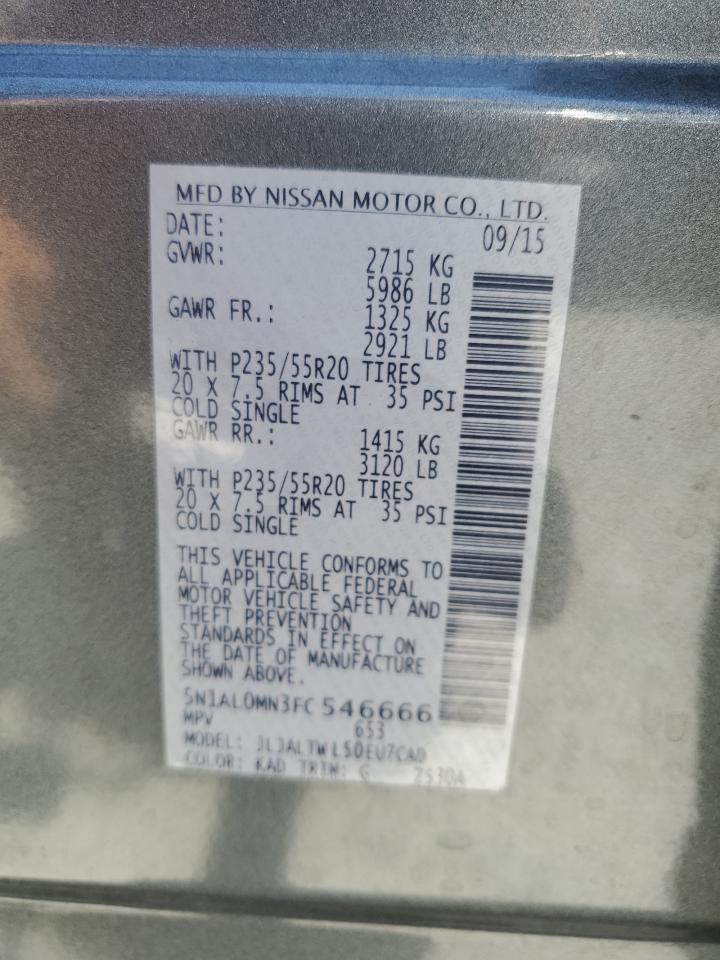 MFD BY NISSAN MOTOR CO., LTD.
DATE: 09/15
GVWR: 2715 KG
5986 LB
GAWR FR.: 1325 KG
2921 LB
WITH P235/55R20 TIRES
20 X 7.5 RIMS AT 35 PSI
COLD SINGLE
GAWR RR.: 1415 KG
3120 LB
WITH P235/55R20 TIRES
20 X 7.5 RIMS AT 35 PSI
COLD SINGLE
THIS VEHICLE CONFORMS TO
ALL APPLICABLE FEDERAL
MOTOR VEHICLE SAFETY AND
THEFT PREVENTION
STANDARDS IN EFFECT ON
THE DATE OF MANUFACTURE
SHOWN ABOVE.
5N1AL0MN3FC546666
MPV 653
MODEL:
COLOR: KAD TRIM: G